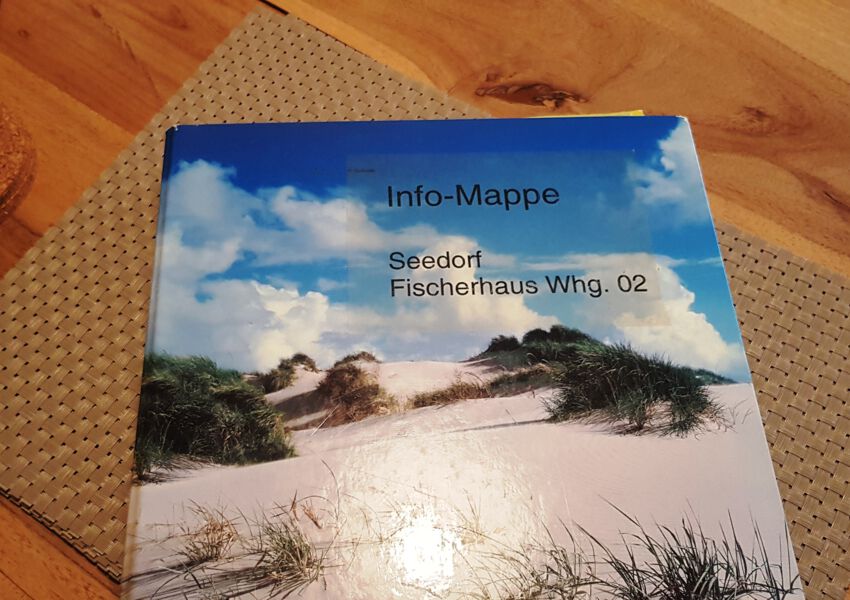 Info-Mappe
Seedorf
Fischerhaus Whg. 02